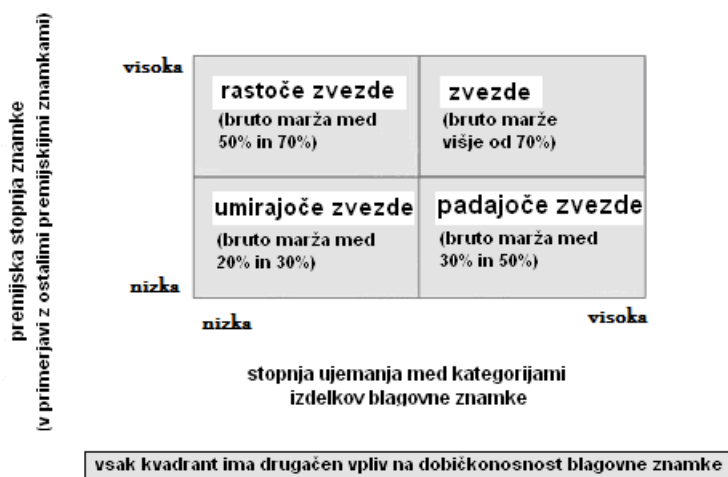 premijska stopnja znamke
(v primerjavi z ostalimi premijskijmi znamkami)
visoka
rastoče zvezde
(bruto marža med
50% in 70%)
zvezde
(bruto marže
višje od 70%)
umirajoče zvezde
(bruto marža med
20% in 30%)
padajoče zvezde
(bruto marža med
30% in 50%)
nizka
nizka
visoka
stopnja ujemanja med kategorijami
izdelkov blagovne znamke
vsak kvadrant ima drugačen vpliv na dobičkonosnost blagovne znamke